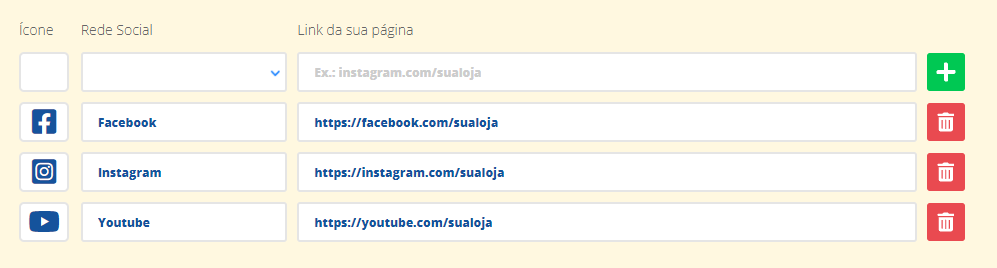 Ícone Rede Social Link da sua página
Ex.: instagram.com/sualoja
Facebook https://facebook.com/sualoja
Instagram https://instagram.com/sualoja
Youtube https://youtube.com/sualoja